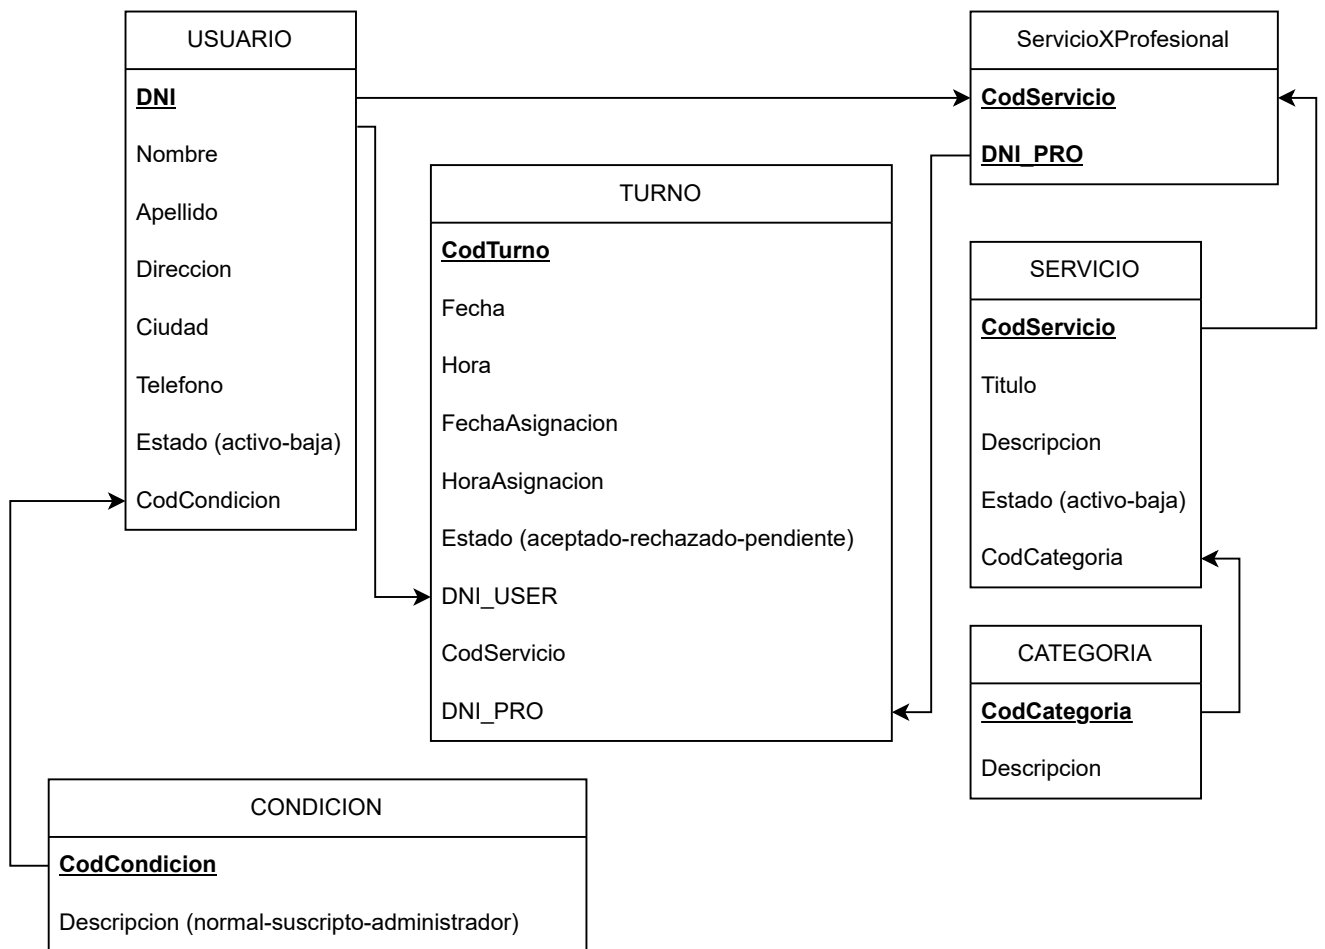 USUARIO
DNI
Nombre
Apellido
Direccion
Ciudad
Telefono
Estado (activo-baja)
CodCondicion
TURNO
CodTurno
Fecha
Hora
FechaAsignacion
HoraAsignacion
Estado (aceptado-rechazado-pendiente)
DNI_USER
CodServicio
DNI_PRO
ServicioXProfesional
CodServicio
DNI_PRO
SERVICIO
CodServicio
Titulo
Descripcion
Estado (activo-baja)
CodCategoria
CATEGORIA
CodCategoria
Descripcion
CONDICION
CodCondicion
Descripcion (normal-suscripto-administrador)